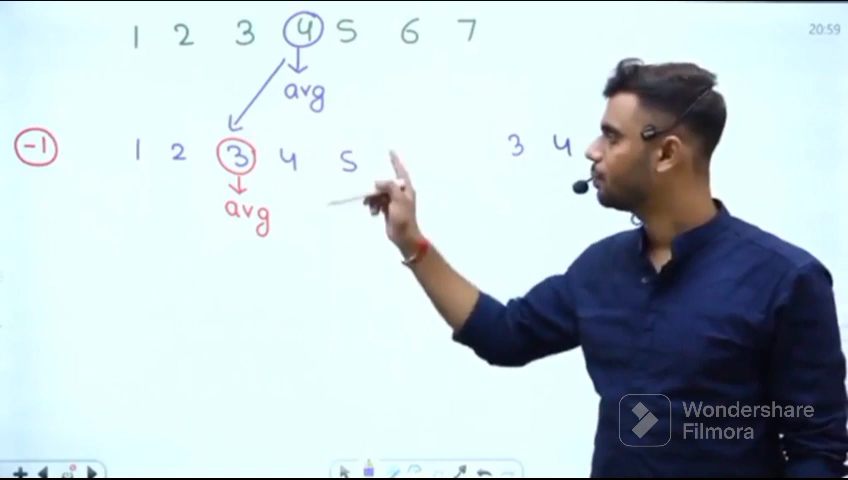 1 2 3 4 5 6 7
20:59
avg
-1 1 2 3 4 5 3 4
avg
Wondershare
Filmora